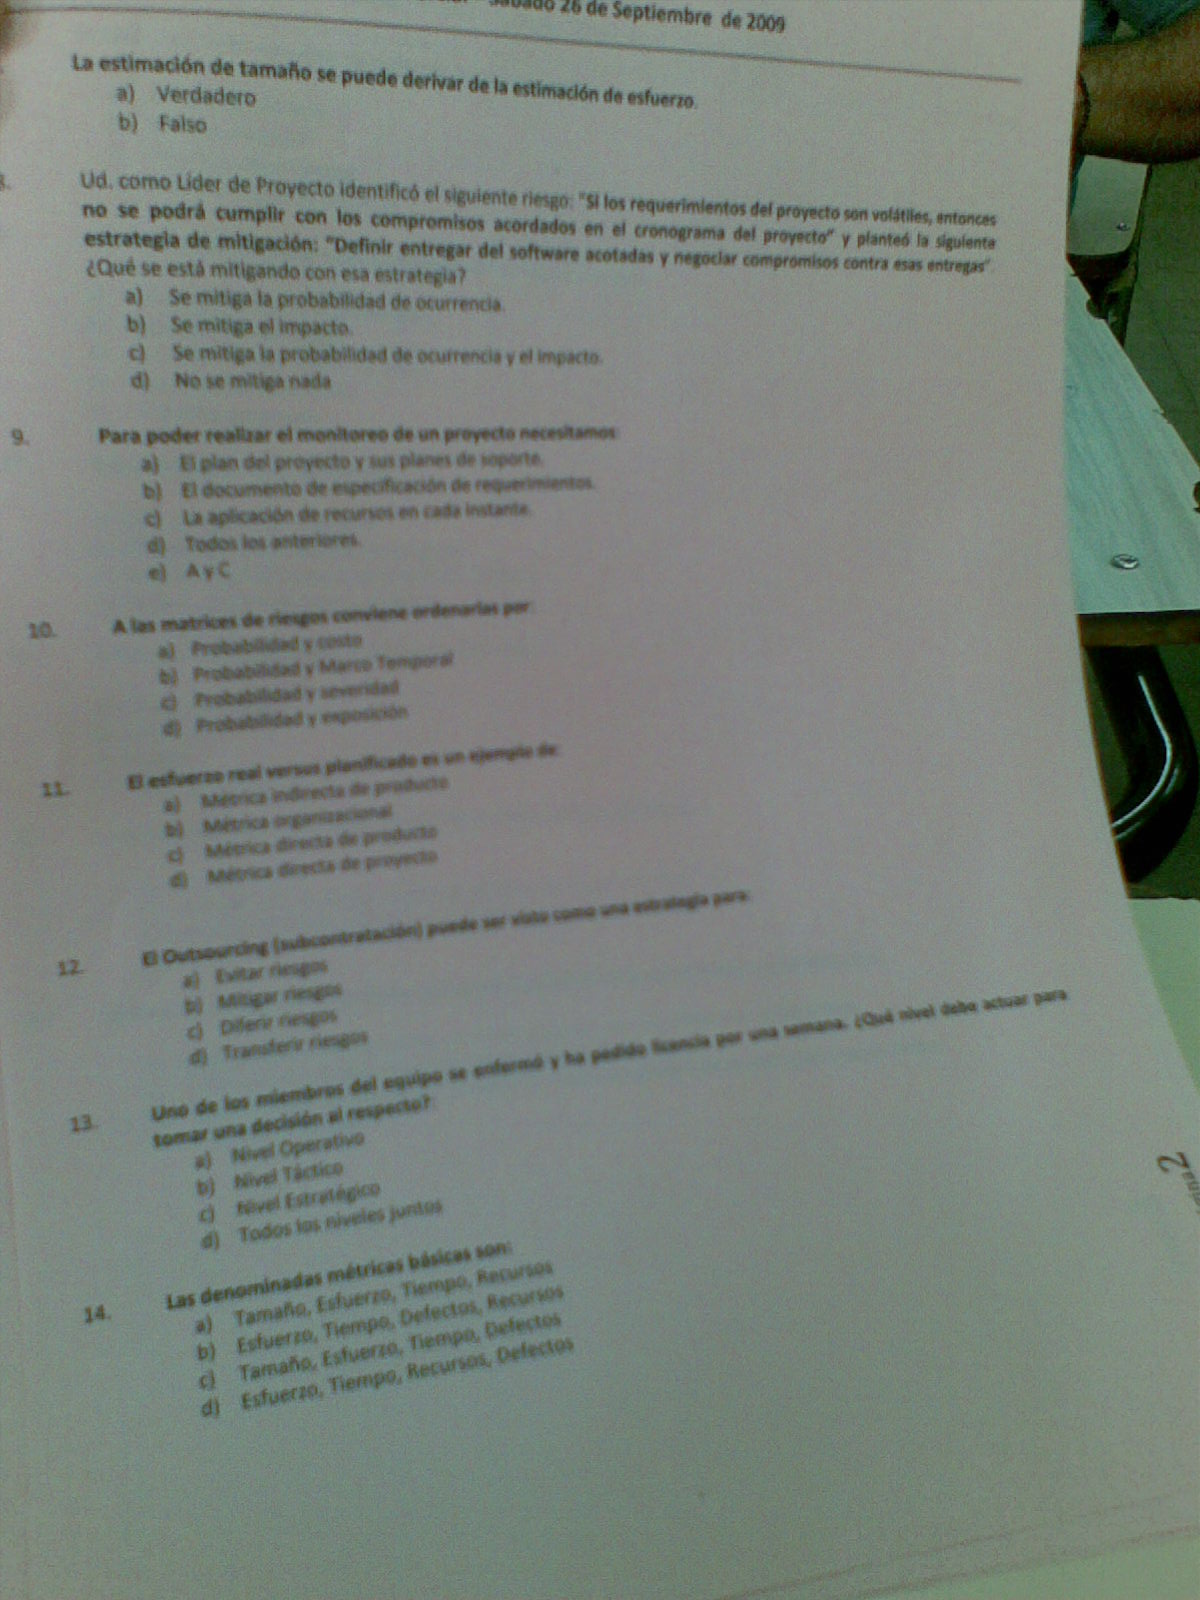 Sábado 26 de Septiembre de 2009
La estimación de tamaño se puede derivar de la estimación de esfuerzo.
a) Verdadero
b) Falso
8. Ud. como Líder de Proyecto identificó el siguiente riesgo: "Si los requerimientos del proyecto son volátiles, entonces
no se podrá cumplir con los compromisos acordados en el cronograma del proyecto" y planteó la siguiente
estrategia de mitigación: "Definir entregar del software acotadas y negociar compromisos contra esas entregas".
¿Qué se está mitigando con esa estrategia?
a) Se mitiga la probabilidad de ocurrencia.
b) Se mitiga el impacto.
c) Se mitiga la probabilidad de ocurrencia y el impacto.
d) No se mitiga nada
9. Para poder realizar el monitoreo de un proyecto necesitamos:
a) El plan del proyecto y sus planes de soporte.
b) El documento de especificación de requerimientos.
c) La aplicación de recursos en cada instante.
d) Todos los anteriores.
e) A y C
10. A las matrices de riesgos conviene ordenarlas por:
a) Probabilidad y costo
b) Probabilidad y Marco Temporal
c) Probabilidad y severidad
d) Probabilidad y exposición
11. El esfuerzo real versus planificado es un ejemplo de:
a) Métrica indirecta de producto
b) Métrica organizacional
c) Métrica directa de producto
d) Métrica directa de proyecto
12. El Outsourcing (subcontratación) puede ser visto como una estrategia para:
a) Evitar riesgos
b) Mitigar riesgos
c) Diferir riesgos
d) Transferir riesgos
13. Uno de los miembros del equipo se enfermó y ha pedido licencia por una semana. ¿Qué nivel debe actuar para
tomar una decisión al respecto?
a) Nivel Operativo
b) Nivel Táctico
c) Nivel Estratégico
d) Todos los niveles juntos
14. Las denominadas métricas básicas son:
a) Tamaño, Esfuerzo, Tiempo, Recursos
b) Esfuerzo, Tiempo, Defectos, Recursos
c) Tamaño, Esfuerzo, Tiempo, Defectos
d) Esfuerzo, Tiempo, Recursos, Defectos
2